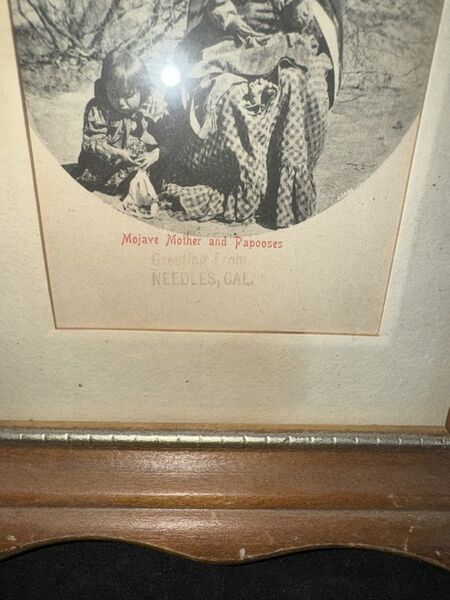 Mojave Mother and Papooses
Greeting From
NEEDLES, CAL.